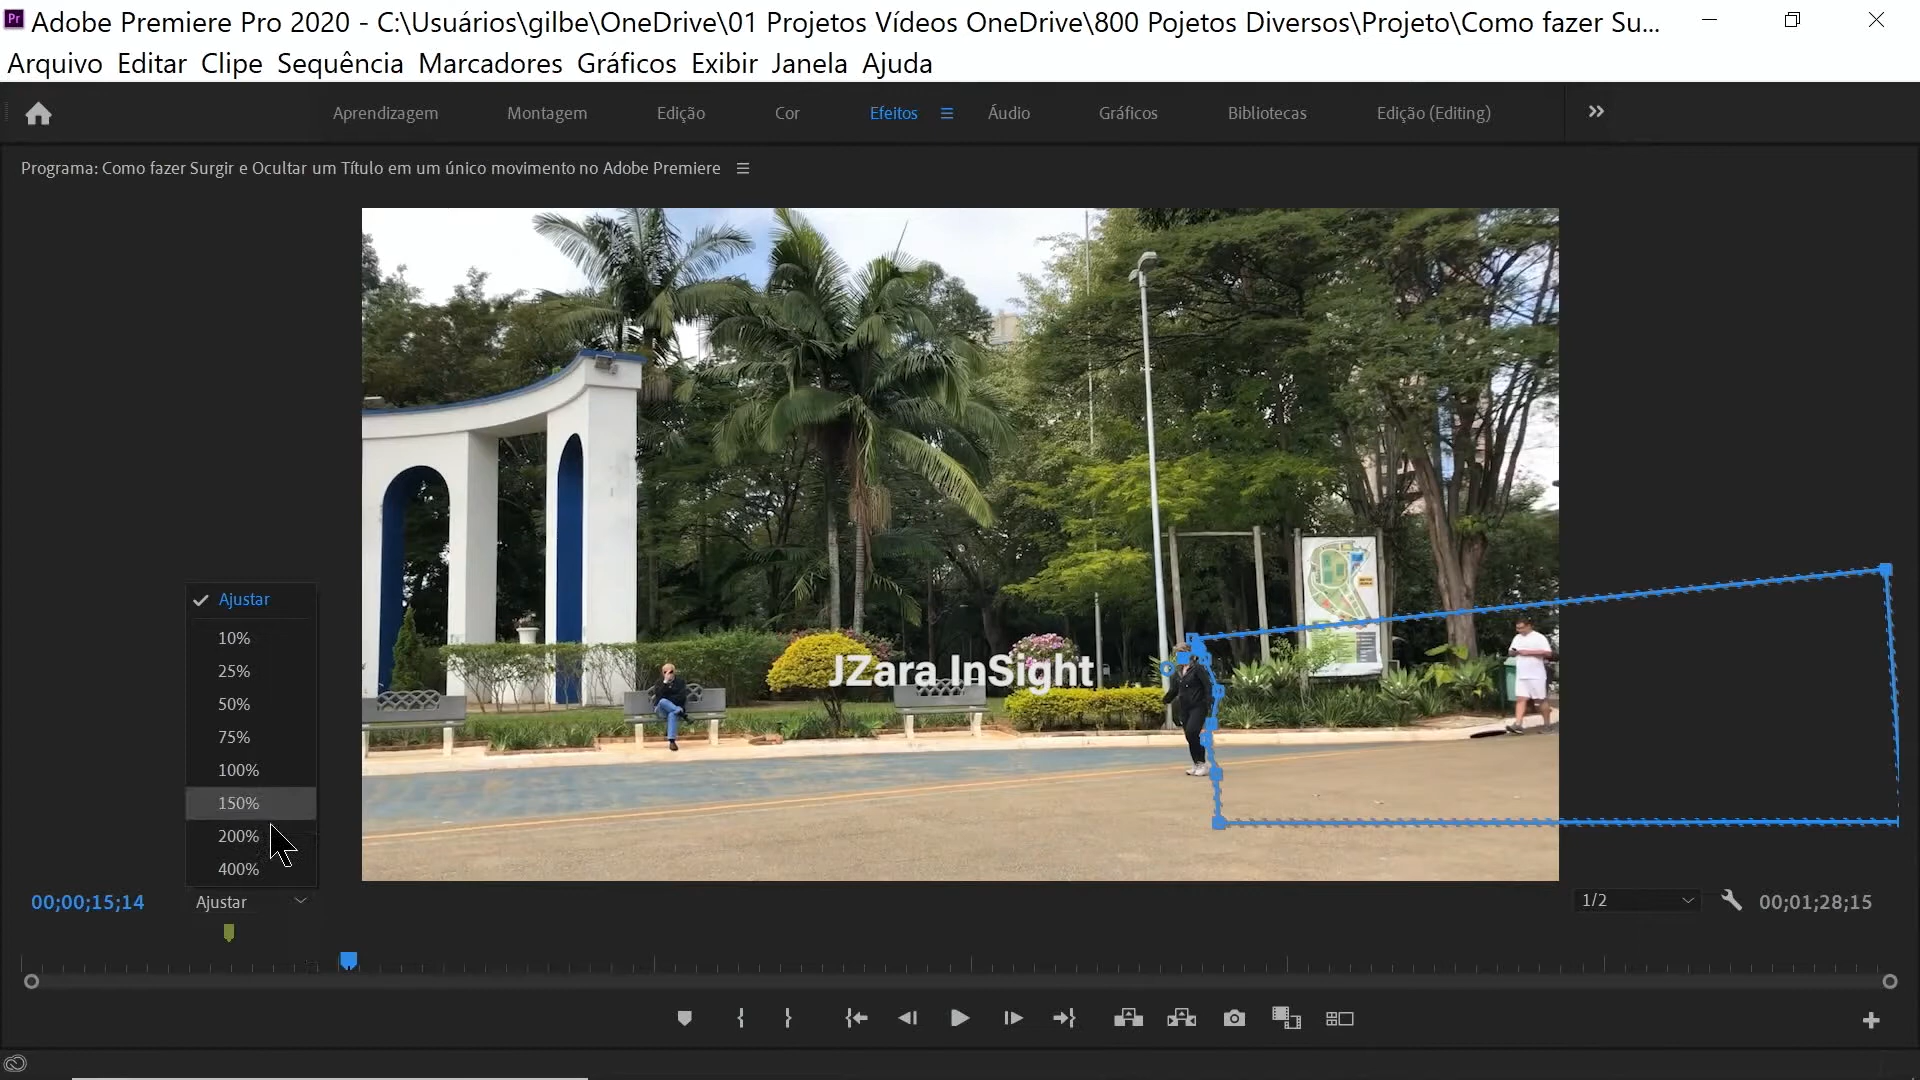 Adobe Premiere Pro 2020 - C:\Usuários\gilbe\OneDrive\01 Projetos Vídeos OneDrive\800 Pojetos Diversos\Projeto\Como fazer Su...
Arquivo Editar Clipe Sequência Marcadores Gráficos Exibir Janela Ajuda
Aprendizagem Montagem Edição Cor Efeitos Áudio Gráficos Bibliotecas Edição (Editing)
Programa: Como fazer Surgir e Ocultar um Título em um único movimento no Adobe Premiere
JZara InSight
Ajustar
10%
25%
50%
75%
100%
150%
200%
400%
00;00;15;14 Ajustar 1/2 00;01;28;15